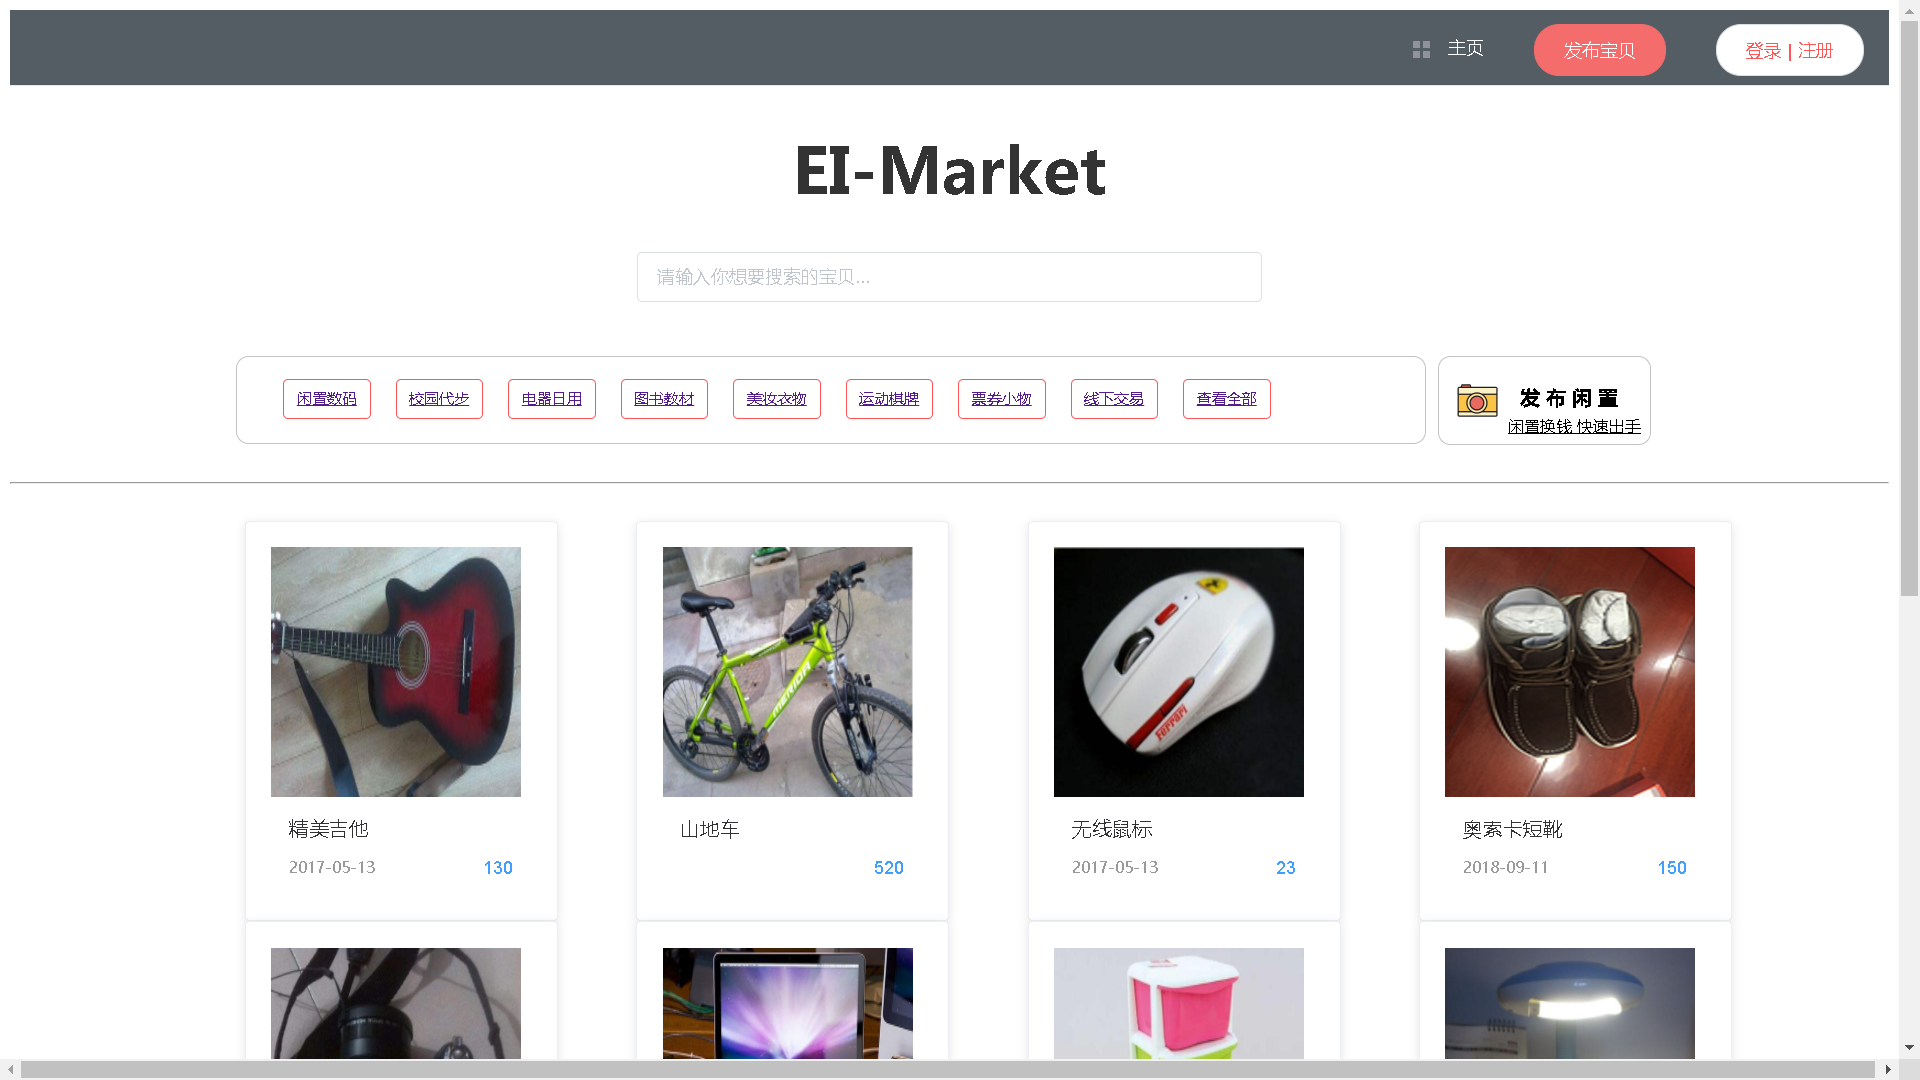 主页
发布宝贝
登录 | 注册
EI-Market
请输入你想要搜索的宝贝...
闲置数码
校园代步
电器日用
图书教材
美妆衣物
运动棋牌
票券小物
线下交易
查看全部
发 布 闲 置
闲置换钱 快速出手
MERIDA
Ferrari
精美吉他
2017-05-13
130
山地车
520
无线鼠标
2017-05-13
23
奥索卡短靴
2018-09-11
150